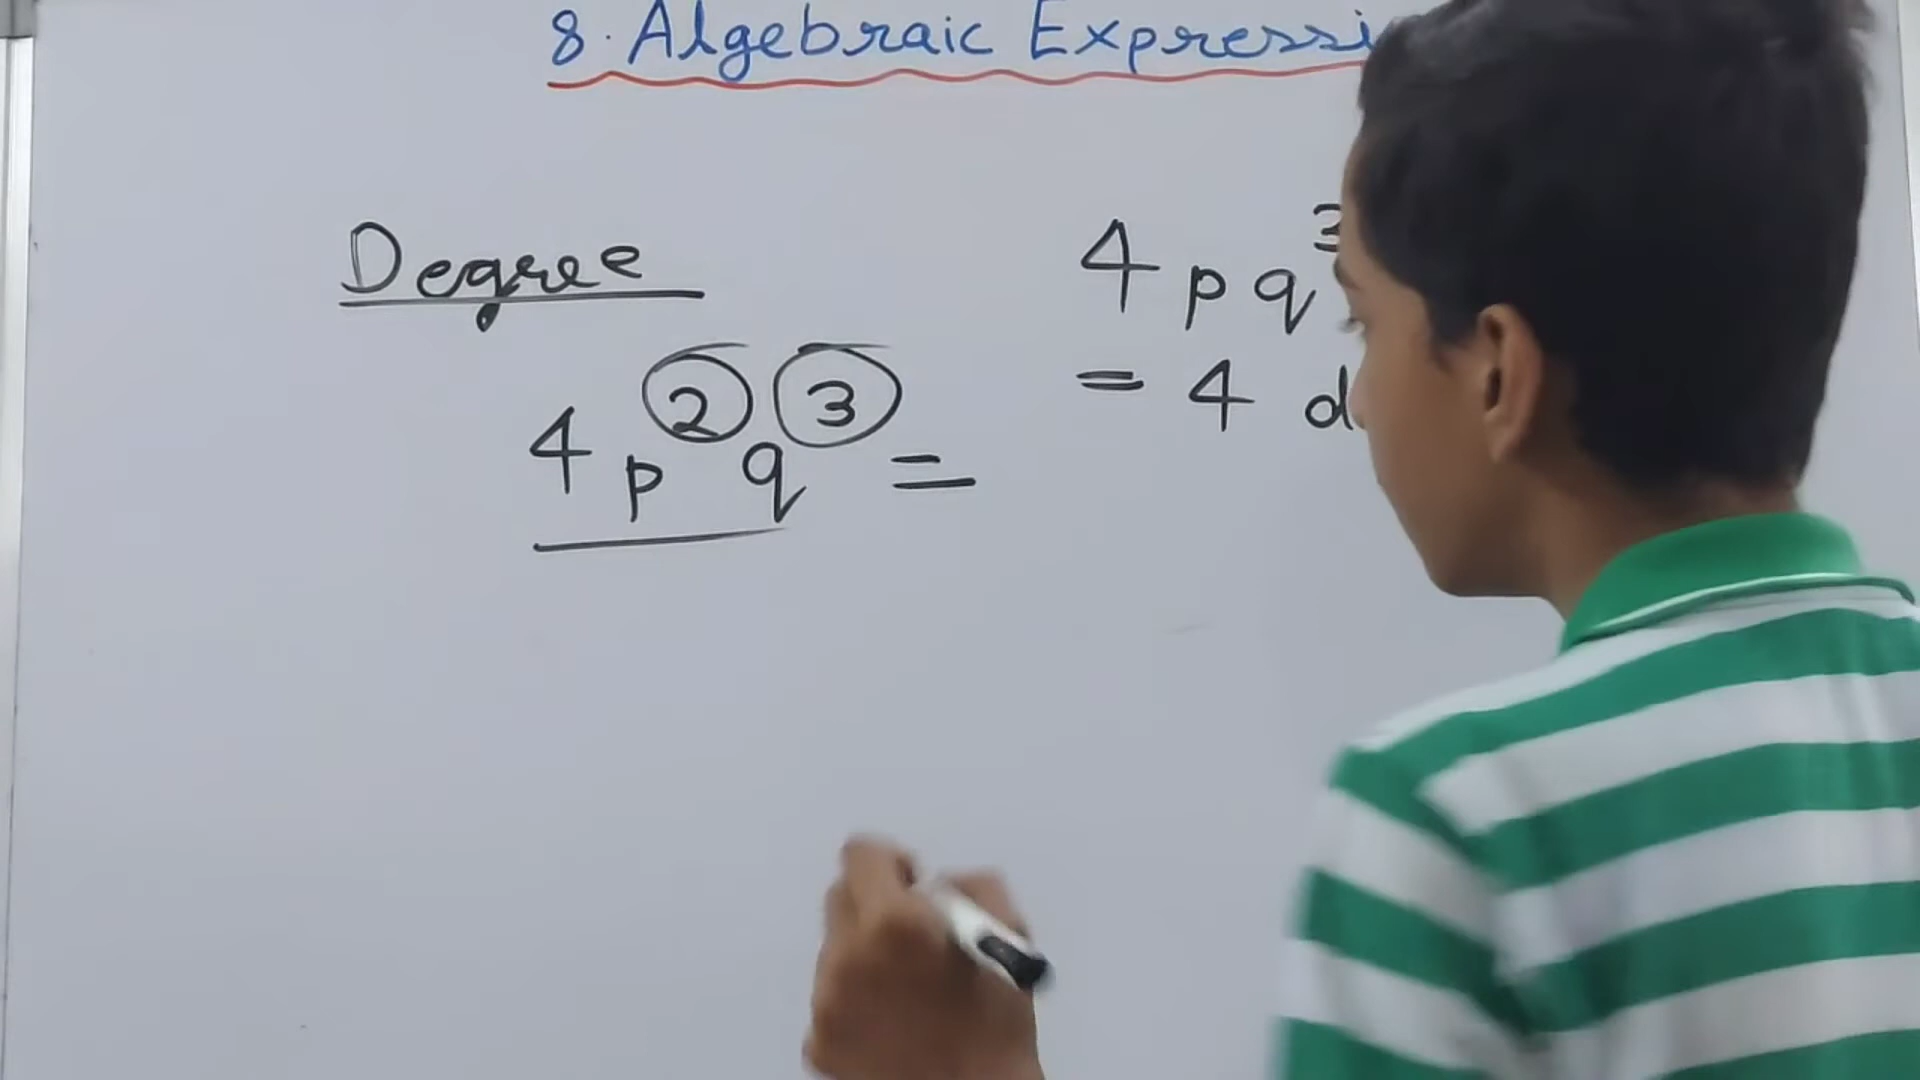 8. Algebraic Expressi
Degree
4p²q³ =
4pq³
= 4 d